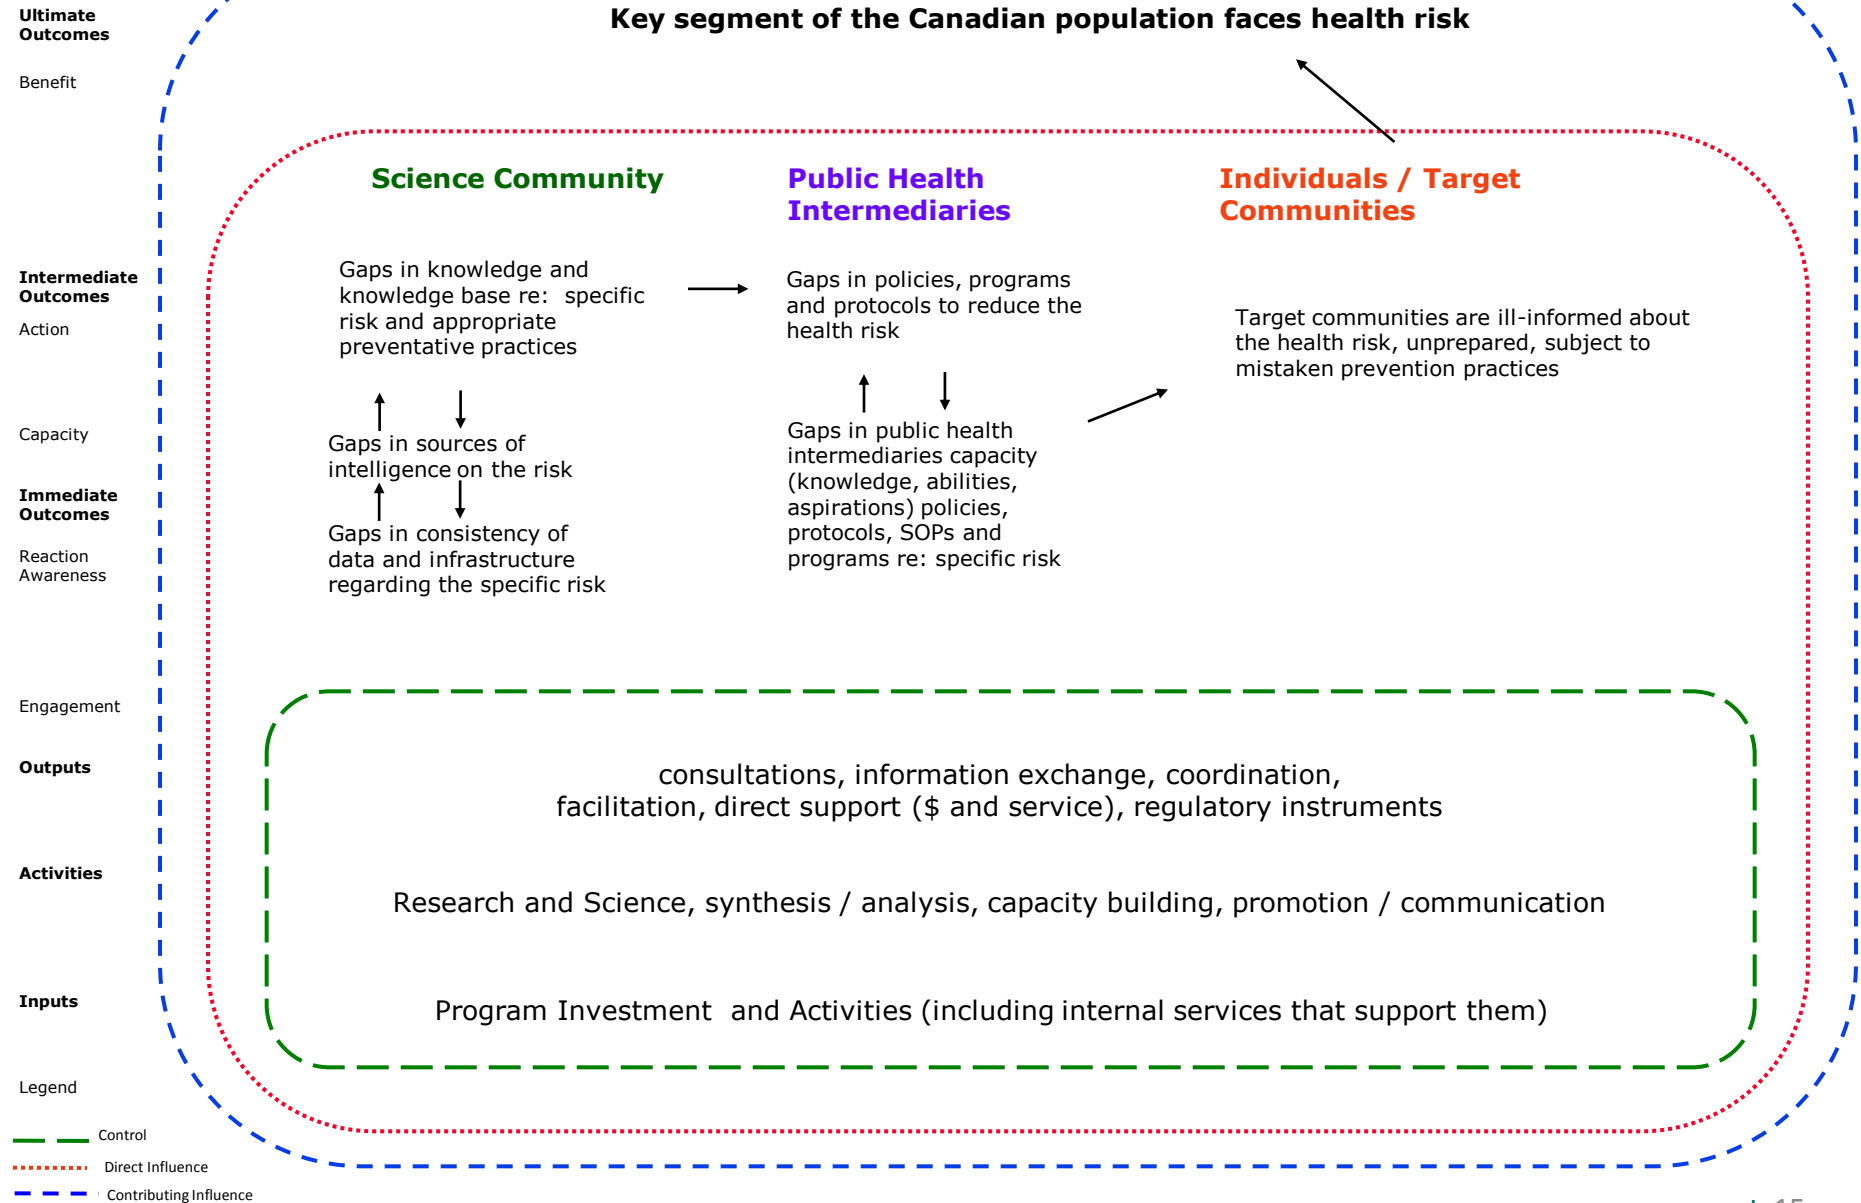 Ultimate
Outcomes
Key segment of the Canadian population faces health risk
Benefit
Science Community
Public Health
Intermediaries
Individuals / Target
Communities
Intermediate
Outcomes
Action
Gaps in knowledge and
knowledge base re: specific
risk and appropriate
preventative practices
Gaps in policies, programs
and protocols to reduce the
health risk
Target communities are ill-informed about
the health risk, unprepared, subject to
mistaken prevention practices
Capacity
Gaps in sources of
intelligence on the risk
Gaps in public health
intermediaries capacity
(knowledge, abilities,
aspirations) policies,
protocols, SOPs and
programs re: specific risk
Immediate
Outcomes
Reaction
Awareness
Gaps in consistency of
data and infrastructure
regarding the specific risk
Engagement
Outputs
consultations, information exchange, coordination,
facilitation, direct support ($ and service), regulatory instruments
Activities
Research and Science, synthesis / analysis, capacity building, promotion / communication
Inputs
Program Investment and Activities (including internal services that support them)
Legend
Control
Direct Influence
Contributing Influence